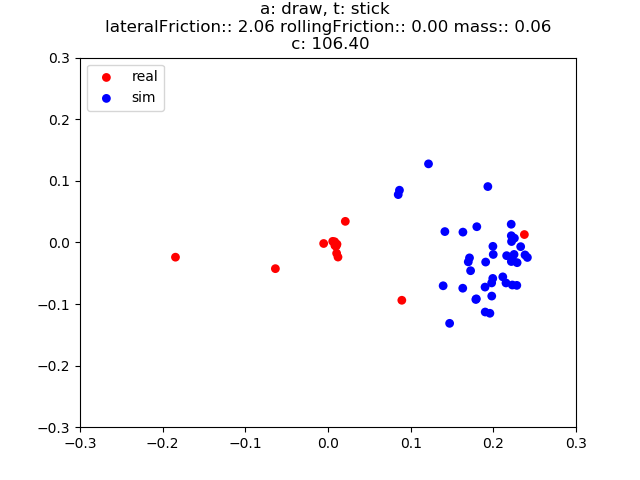 a: draw, t: stick
lateralFriction:: 2.06 rollingFriction:: 0.00 mass:: 0.06
c: 106.40
real
sim
0.3
0.2
0.1
0.0
−0.1
−0.2
−0.3
−0.3
−0.2
−0.1
0.0
0.1
0.2
0.3